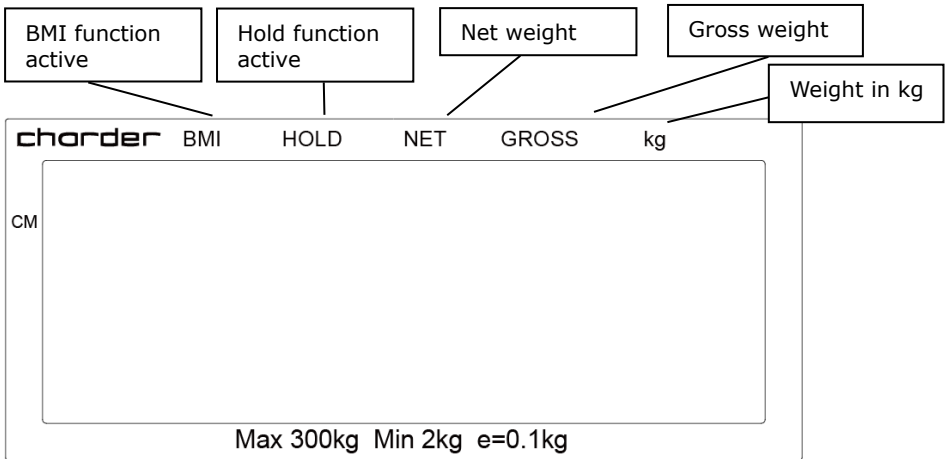 BMI function
active
Hold function
active
Net weight
Gross weight
Weight in kg
charder BMI HOLD NET GROSS kg
CM
Max 300kg Min 2kg e=0.1kg